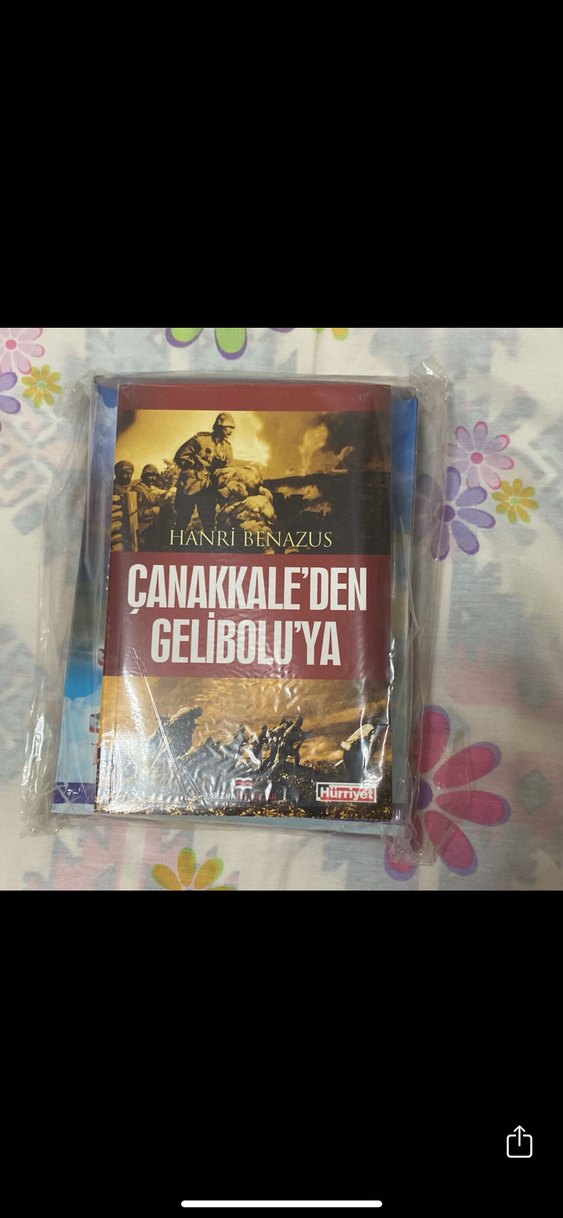 HANRİ BENAZUS
ÇANAKKALE'DEN
GELİBOLU'YA
Hürriyet